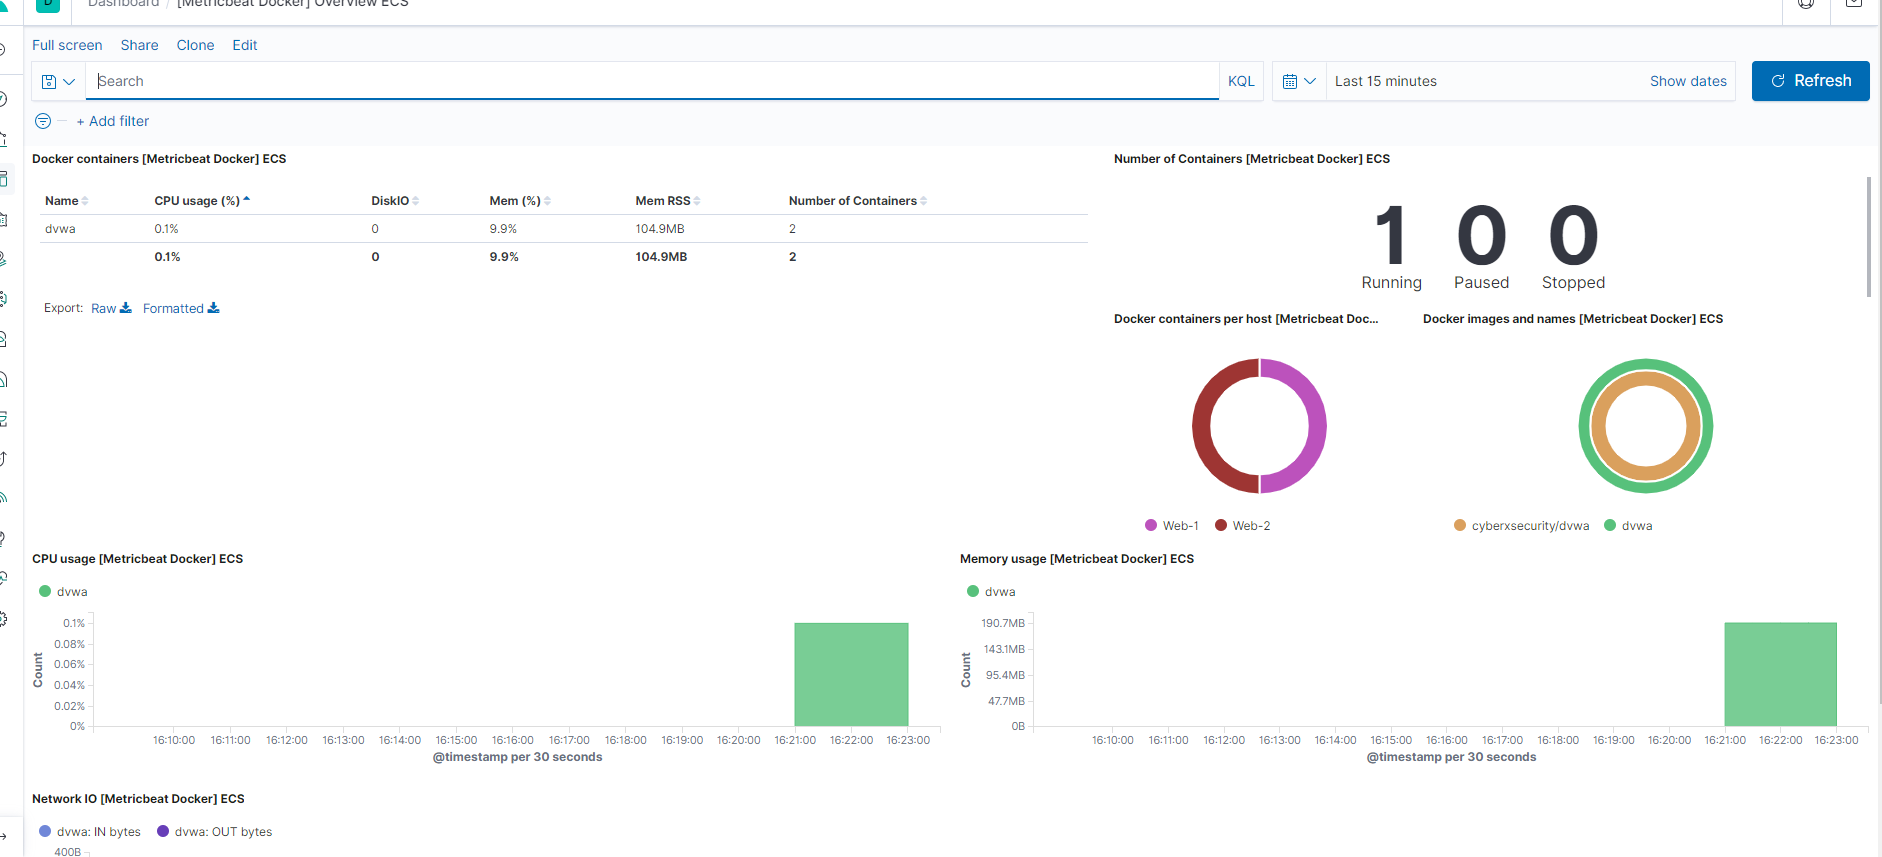 D Dashboard / [Metricbeat Docker] Overview ECS
Full screen Share Clone Edit
Search KQL Last 15 minutes Show dates Refresh
+ Add filter
Docker containers [Metricbeat Docker] ECS
Name CPU usage (%) DiskIO Mem (%) Mem RSS Number of Containers
dvwa 0.1% 0 9.9% 104.9MB 2
0.1% 0 9.9% 104.9MB 2
Export: Raw Formatted
Number of Containers [Metricbeat Docker] ECS
1 0 0
Running Paused Stopped
Docker containers per host [Metricbeat Doc...
Web-1 Web-2
Docker images and names [Metricbeat Docker] ECS
cyberxsecurity/dvwa dvwa
CPU usage [Metricbeat Docker] ECS
dvwa
Count
0.1%
0.08%
0.06%
0.04%
0.02%
0%
16:10:00 16:11:00 16:12:00 16:13:00 16:14:00 16:15:00 16:16:00 16:17:00 16:18:00 16:19:00 16:20:00 16:21:00 16:22:00 16:23:00
@timestamp per 30 seconds
Memory usage [Metricbeat Docker] ECS
dvwa
Count
190.7MB
143.1MB
95.4MB
47.7MB
0B
16:10:00 16:11:00 16:12:00 16:13:00 16:14:00 16:15:00 16:16:00 16:17:00 16:18:00 16:19:00 16:20:00 16:21:00 16:22:00 16:23:00
@timestamp per 30 seconds
Network IO [Metricbeat Docker] ECS
dvwa: IN bytes dvwa: OUT bytes
400B